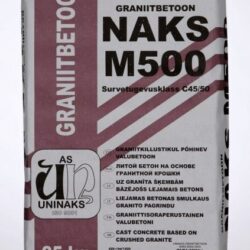 GRANIITBETOON
NAKS
M500
Survetugevusklass C45/50
GRANIITBETOO
GRANIITKILLUSTIKUL PÕHINEV
VALUBETOON
ЛИТОЙ БЕТОН НА ОСНОВЕ
ГРАНИТНОЙ КРОШКИ
UZ GRANĪTA ŠĶEMBĀM
BĀZĒJOŠS LEJAMAIS BETONS
LIEJAMAS BETONAS SMULKAUS
GRANITO PAGRINDU
GRANIITTISORAPERUSTAINEN
VALUBETONI
CAST CONCRETE BASED ON
CRUSHED GRANITE
AS
UNINAKS